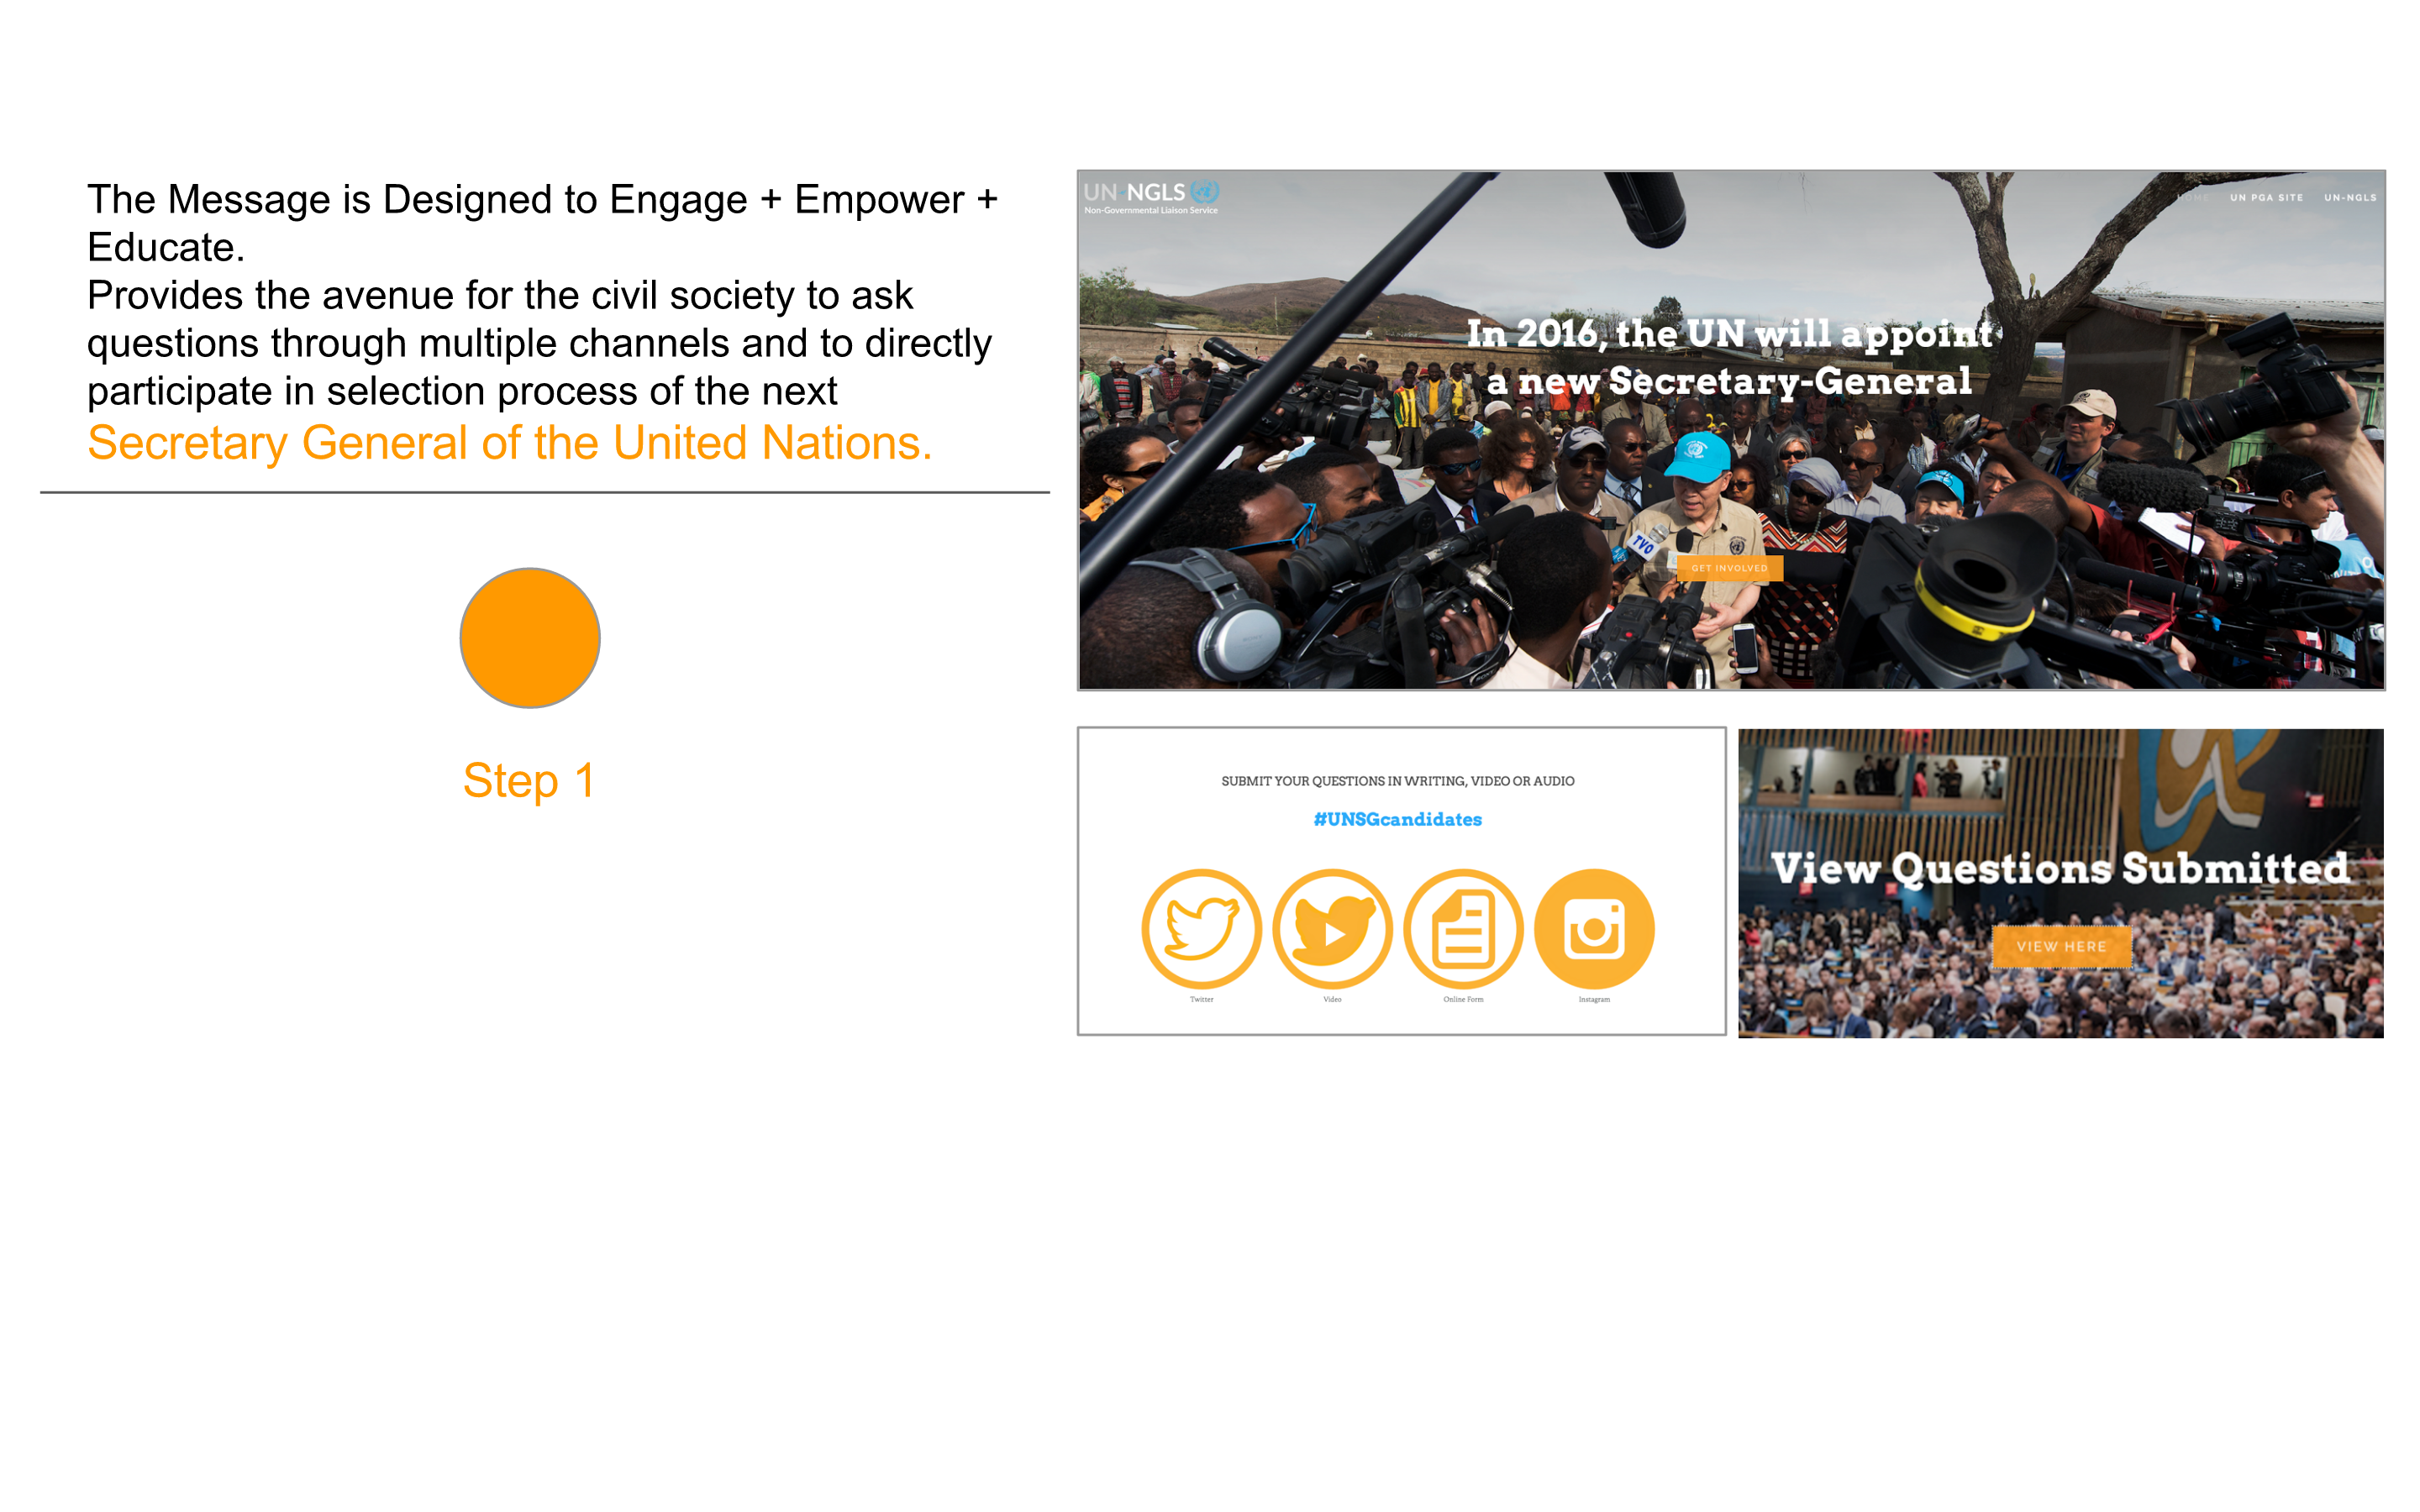 The Message is Designed to Engage + Empower +
Educate.
Provides the avenue for the civil society to ask
questions through multiple channels and to directly
participate in selection process of the next
Secretary General of the United Nations.
Step 1
UN-NGLS
Non-Governmental Liaison Service
HOME UN PGA SITE UN-NGLS
In 2016, the UN will appoint
a new Secretary-General
TVO
GET INVOLVED
SUBMIT YOUR QUESTIONS IN WRITING, VIDEO OR AUDIO
#UNSGcandidates
Twitter Video Online Form Instagram
View Questions Submitted
VIEW HERE